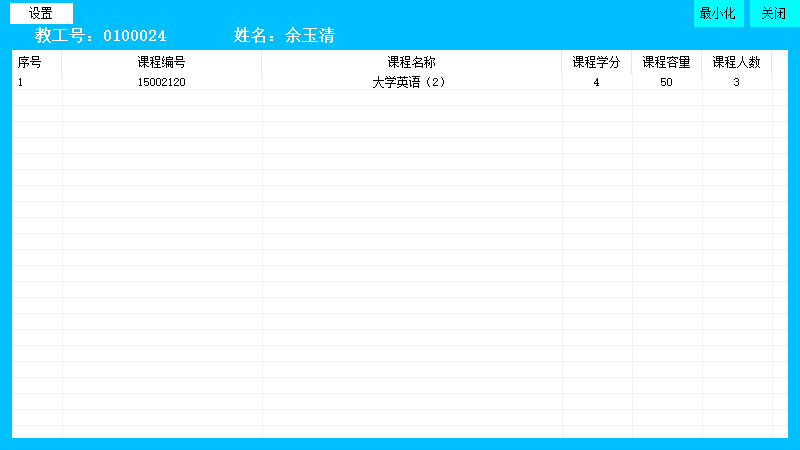 设置 最小化 关闭
教工号：0100024 姓名：余玉清
序号 课程编号 课程名称 课程学分 课程容量 课程人数
1 15002120 大学英语（2） 4 50 3